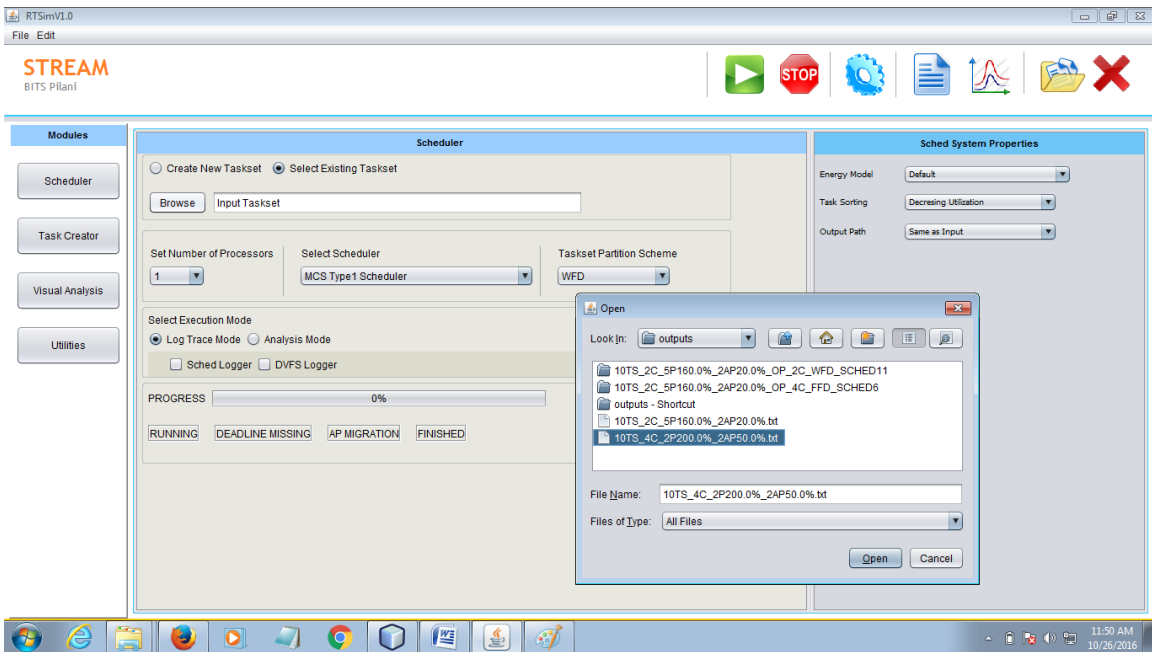 RTSimV1.0
File Edit
STREAM
BITS Pilani
STOP
Modules
Scheduler
Task Creator
Visual Analysis
Utilities
Scheduler
Create New Taskset Select Existing Taskset
Browse Input Taskset
Set Number of Processors Select Scheduler Taskset Partition Scheme
1 MCS Type1 Scheduler WFD
Select Execution Mode
Log Trace Mode Analysis Mode
Sched Logger DVFS Logger
PROGRESS 0%
RUNNING DEADLINE MISSING AP MIGRATION FINISHED
Sched System Properties
Energy Model Default
Task Sorting Decresing Utilization
Output Path Same as Input
Open
Look In: outputs
10TS_2C_5P160.0%_2AP20.0%_OP_2C_WFD_SCHED11
10TS_2C_5P160.0%_2AP20.0%_OP_4C_FFD_SCHED6
outputs - Shortcut
10TS_2C_5P160.0%_2AP20.0%.txt
10TS_4C_2P200.0%_2AP50.0%.txt
File Name: 10TS_4C_2P200.0%_2AP50.0%.txt
Files of Type: All Files
Open Cancel
11:50 AM
10/26/2016